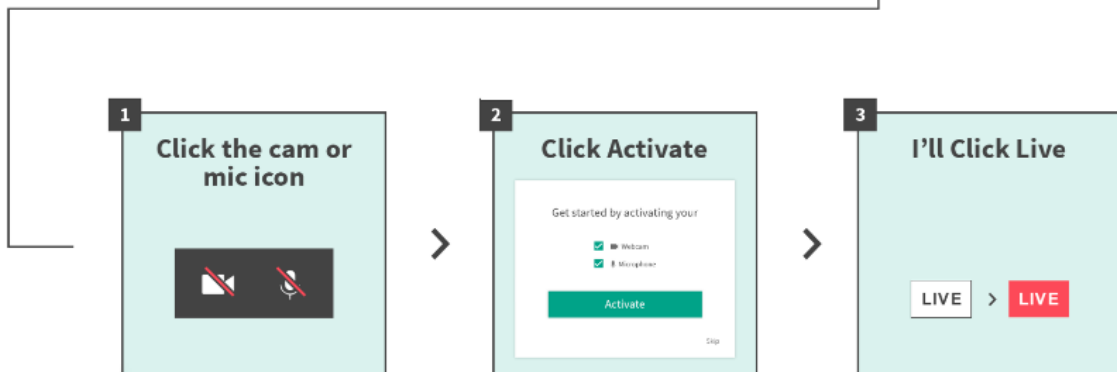 1
Click the cam or
mic icon
2
Click Activate
Get started by activating your
Webcam
Microphone
Activate
Skip
3
I'll Click Live
LIVE > LIVE